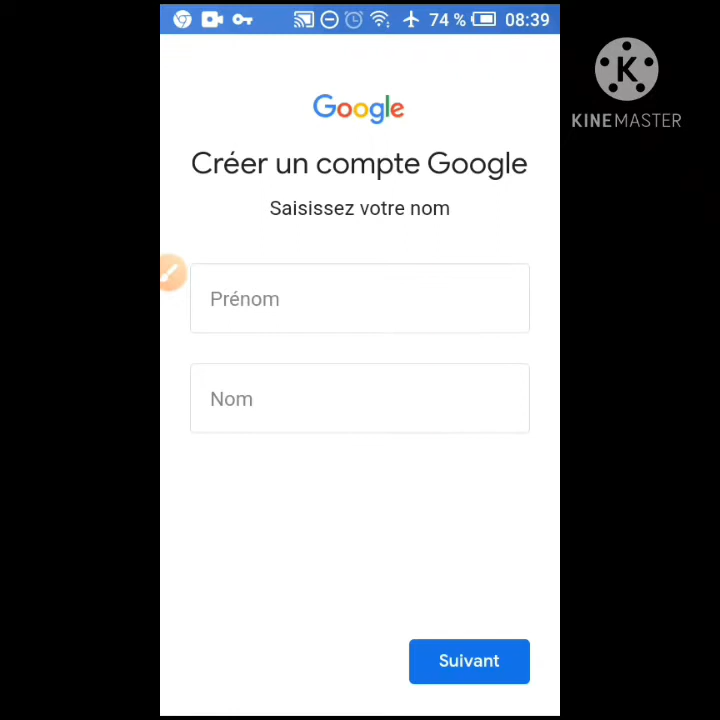 74 % 08:39
K
KINEMASTER
Google
Créer un compte Google
Saisissez votre nom
Prénom
Nom
Suivant